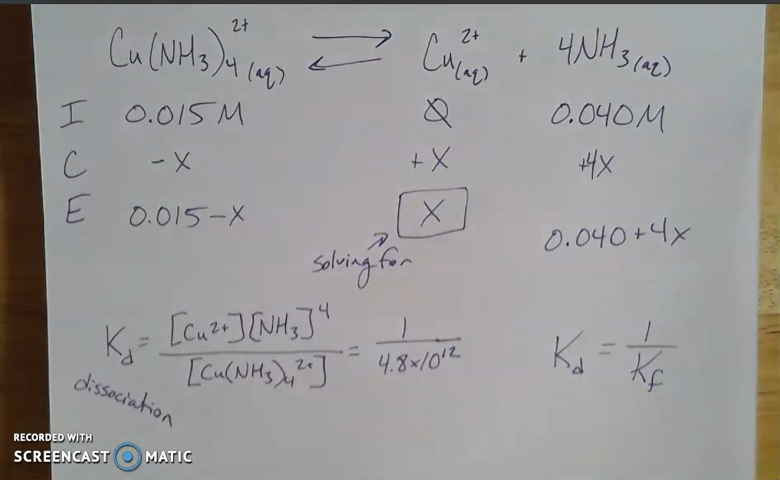 Cu(NH3)4 2+ (aq) ⇌ Cu2+ (aq) + 4NH3 (aq)
I 0.015M Ø 0.040M
C -X +X +4X
E 0.015-X X 0.040+4X
solving for
Kd = [Cu2+][NH3]4 / [Cu(NH3)4 2+] = 1 / 4.8x10^12 Kd = 1 / Kf
dissociation
RECORDED WITH
SCREENCAST MATIC